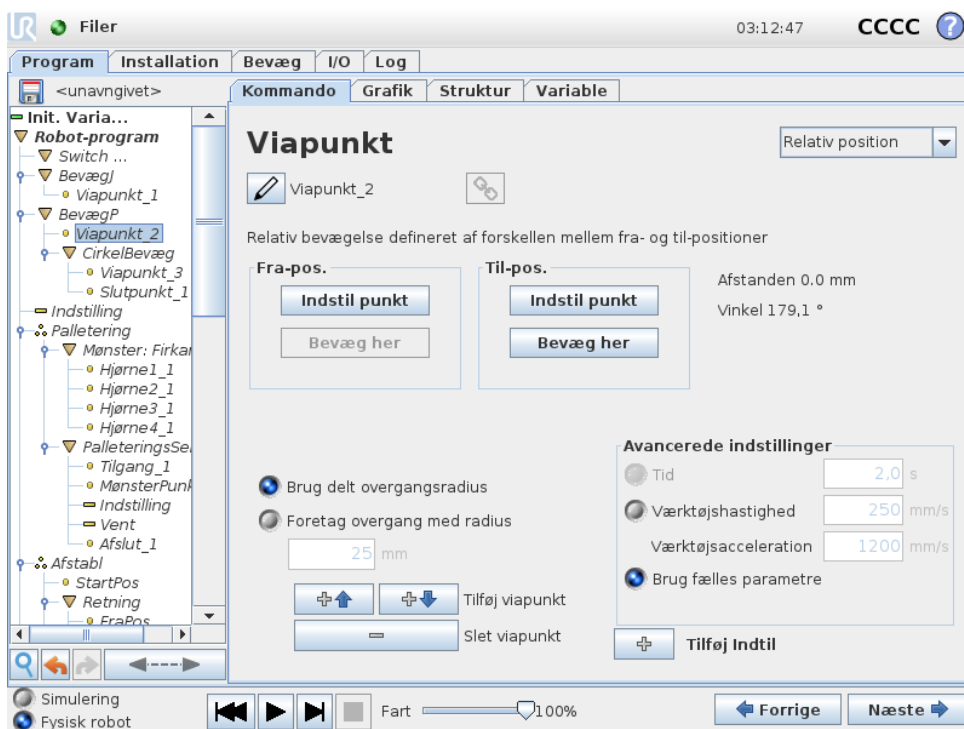 UR Filer 03:12:47 CCCC ?
Program Installation Bevæg I/O Log
<unavngivet>
Kommando Grafik Struktur Variable
Init. Varia...
Robot-program
Switch ...
BevægJ
Viapunkt_1
BevægP
Viapunkt_2
CirkelBevæg
Viapunkt_3
Slutpunkt_1
Indstilling
Palletering
Mønster: Firkan
Hjørne1_1
Hjørne2_1
Hjørne3_1
Hjørne4_1
PalleteringsSe
Tilgang_1
MønsterPunk
Indstilling
Vent
Afslut_1
Afstabl
StartPos
Retning
FraPos
Viapunkt
Relativ position
Viapunkt_2
Relativ bevægelse defineret af forskellen mellem fra- og til-positioner
Fra-pos.
Indstil punkt
Bevæg her
Til-pos.
Indstil punkt
Bevæg her
Afstanden 0.0 mm
Vinkel 179,1 °
Brug delt overgangsradius
Foretag overgang med radius
25 mm
Tilføj viapunkt
Slet viapunkt
Avancerede indstillinger
Tid 2,0 s
Værktøjshastighed 250 mm/s
Værktøjsacceleration 1200 mm/s
Brug fælles parametre
Tilføj Indtil
Simulering
Fysisk robot
Fart 100%
Forrige
Næste